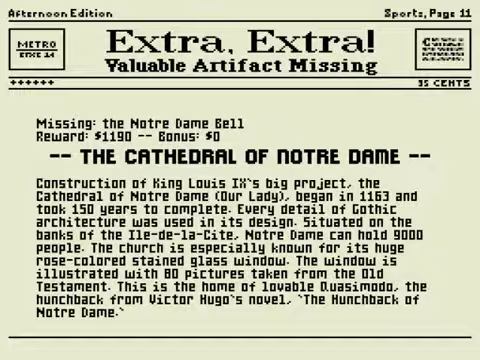 Afternoon Edition
Sports, Page 11
METRO
Extra, Extra!
Valuable Artifact Missing
++++++
35 CENTS
Missing: the Notre Dame Bell
Reward: $1190 -- Bonus: $0
-- THE CATHEDRAL OF NOTRE DAME --
Construction of King Louis IX's big project, the
Cathedral of Notre Dame (Our Lady), began in 1163 and
took 150 years to complete. Every detail of Gothic
architecture was used in its design. Situated on the
banks of the Ile-de-la-Cite, Notre Dame can hold 9000
people. The church is especially known for its huge
rose-colored stained glass window. The window is
illustrated with 80 pictures taken from the Old
Testament. This is the home of lovable Quasimodo, the
hunchback from Victor Hugo's novel, 'The Hunchback of
Notre Dame.'